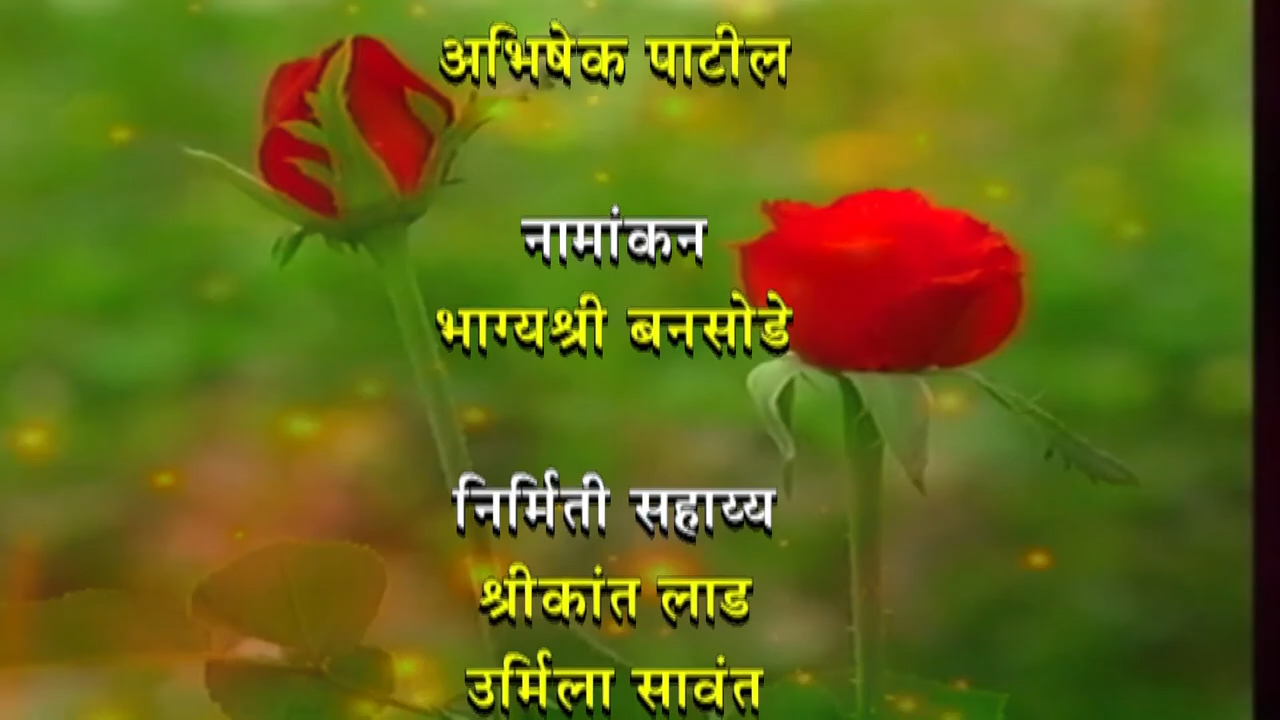 अभिषेक पाटील
नामांकन
भाग्यश्री बनसोडे
निर्मिती सहाय्य
श्रीकांत लाड
उर्मिला सावंत